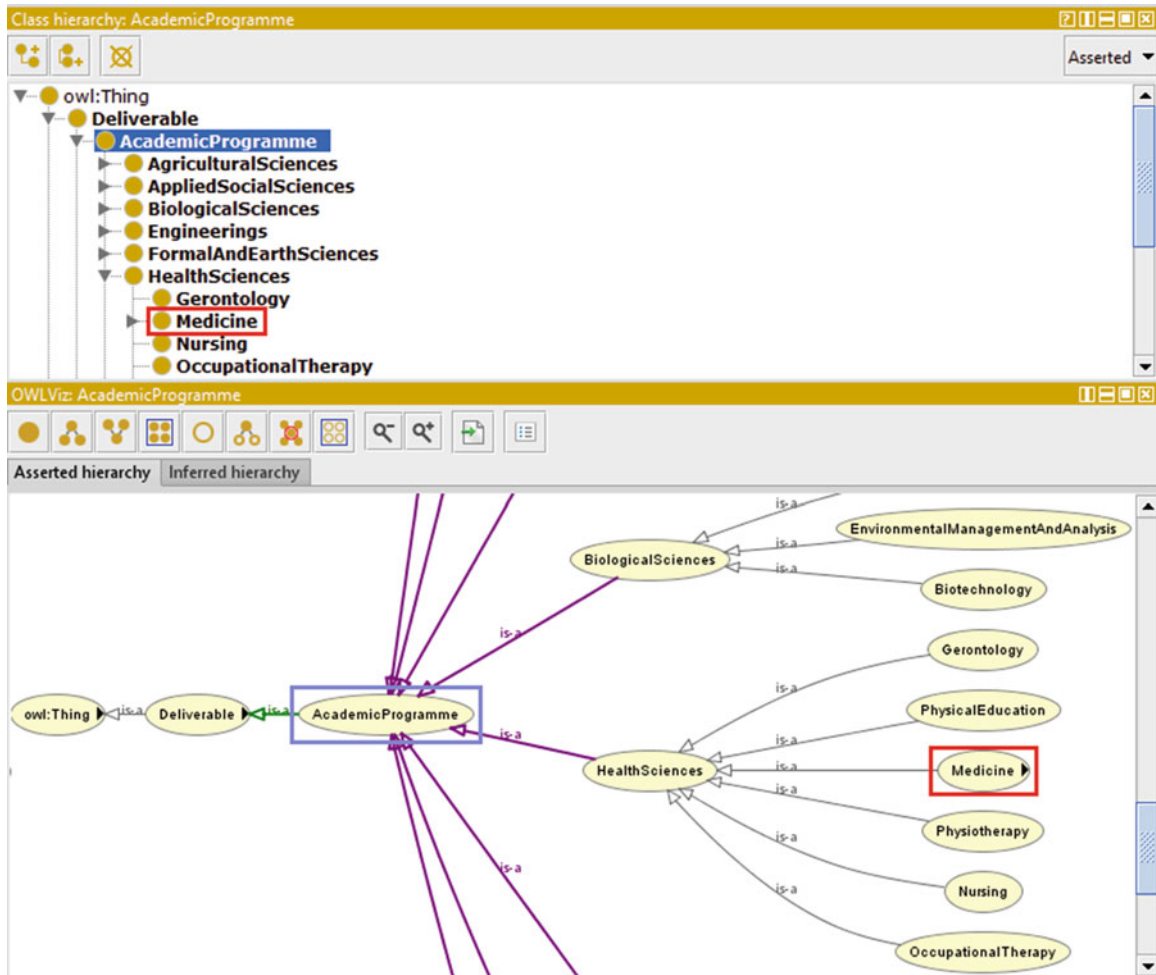 Class hierarchy: AcademicProgramme
Asserted
owl:Thing
Deliverable
AcademicProgramme
AgriculturalSciences
AppliedSocialSciences
BiologicalSciences
Engineerings
FormalAndEarthSciences
HealthSciences
Gerontology
Medicine
Nursing
OccupationalTherapy
OWLViz: AcademicProgramme
Asserted hierarchy Inferred hierarchy
is-a
EnvironmentalManagementAndAnalysis
is-a
BiologicalSciences
is-a
Biotechnology
is-a
Gerontology
is-a
PhysicalEducation
owl:Thing is-a Deliverable is-a AcademicProgramme
is-a
is-a
HealthSciences is-a Medicine
is-a
Physiotherapy
is-a
is-a
is-a
Nursing
OccupationalTherapy